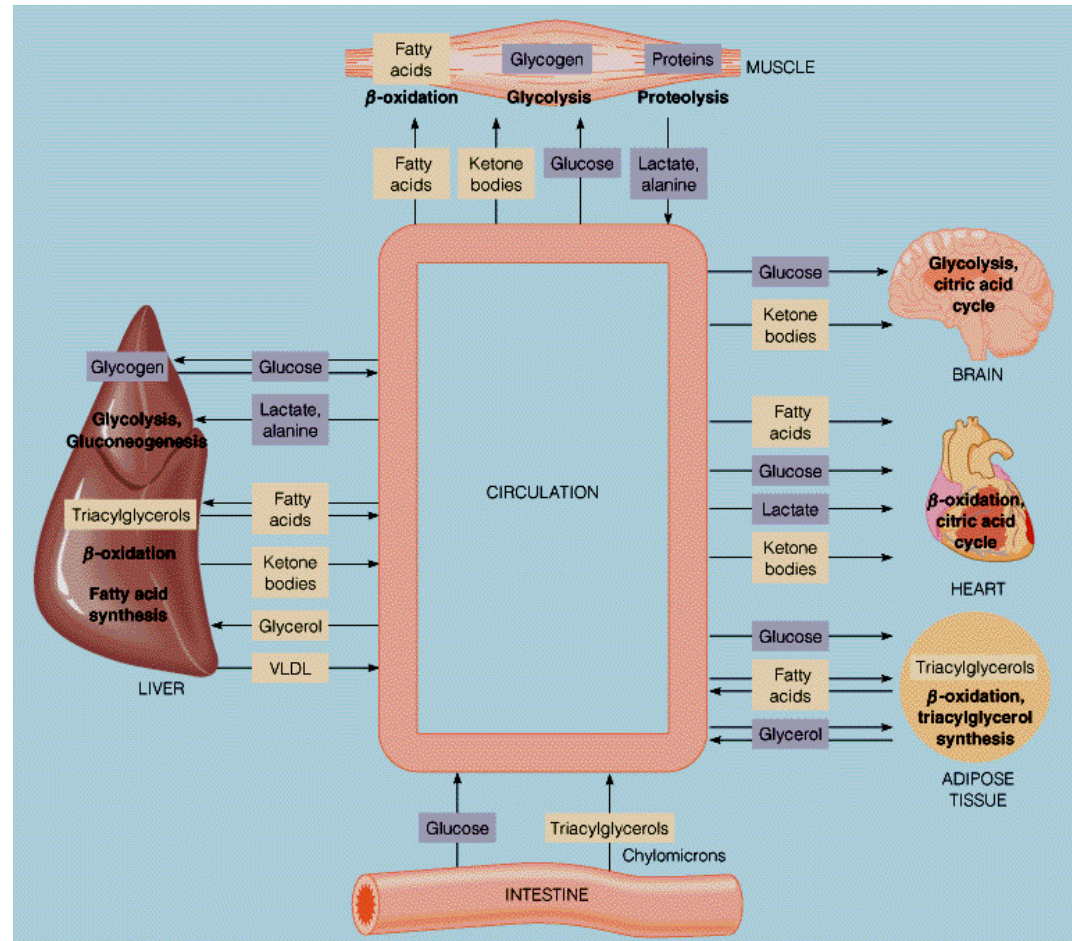 Fatty
acids
Glycogen
Proteins
MUSCLE
β-oxidation
Glycolysis
Proteolysis
Fatty
acids
Ketone
bodies
Glucose
Lactate,
alanine
Glucose
Ketone
bodies
Glycolysis,
citric acid
cycle
BRAIN
Glycogen
Glucose
Lactate,
alanine
Glycolysis,
Gluconeogenesis
Triacylglycerols
Fatty
acids
β-oxidation
Ketone
bodies
Fatty acid
synthesis
Glycerol
VLDL
LIVER
CIRCULATION
Fatty
acids
Glucose
Lactate
Ketone
bodies
β-oxidation,
citric acid
cycle
HEART
Glucose
Fatty
acids
Glycerol
Triacylglycerols
β-oxidation,
triacylglycerol
synthesis
ADIPOSE
TISSUE
Glucose
Triacylglycerols
Chylomicrons
INTESTINE